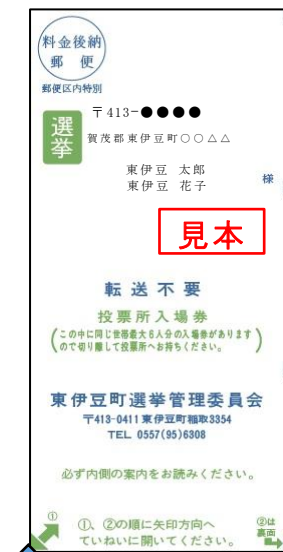 料金後納
郵 便
郵便区内特別
選挙
〒413-●●●●
賀茂郡東伊豆町○○△△
東伊豆 太郎
東伊豆 花子
様
見本
転送不要
投票所入場券
(この中に同じ世帯最大6人分の入場券があります
ので切り離して投票所へお持ちください。)
東伊豆町選挙管理委員会
〒413-0411 東伊豆町稲取3354
TEL 0557(95)6308
必ず内側の案内をお読みください。
①
①、②の順に矢印方向へ
ていねいに開いてください。
②は
裏面